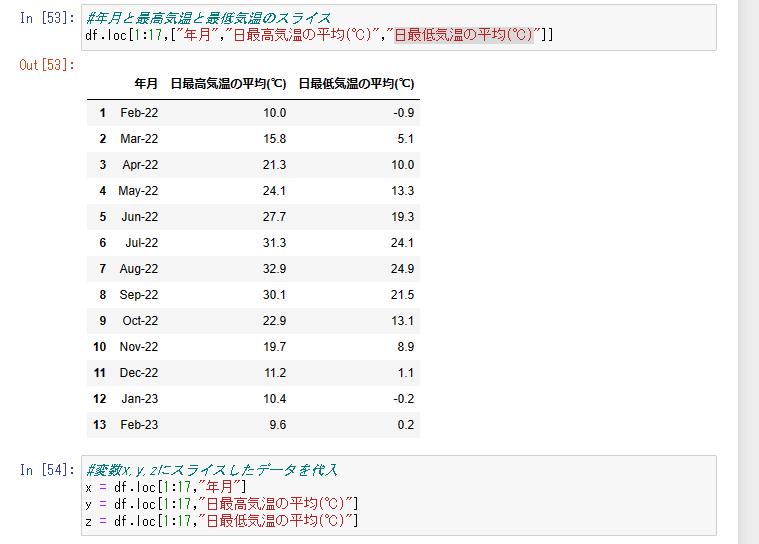 In [53]: #年月と最高気温と最低気温のスライス
df.loc[1:17,["年月","日最高気温の平均(℃)","日最低気温の平均(℃)"]]
Out[53]:
年月 日最高気温の平均(℃) 日最低気温の平均(℃)
1 Feb-22 10.0 -0.9
2 Mar-22 15.8 5.1
3 Apr-22 21.3 10.0
4 May-22 24.1 13.3
5 Jun-22 27.7 19.3
6 Jul-22 31.3 24.1
7 Aug-22 32.9 24.9
8 Sep-22 30.1 21.5
9 Oct-22 22.9 13.1
10 Nov-22 19.7 8.9
11 Dec-22 11.2 1.1
12 Jan-23 10.4 -0.2
13 Feb-23 9.6 0.2
In [54]: #変数x,y,zにスライスしたデータを代入
x = df.loc[1:17,"年月"]
y = df.loc[1:17,"日最高気温の平均(℃)"]
z = df.loc[1:17,"日最低気温の平均(℃)"]